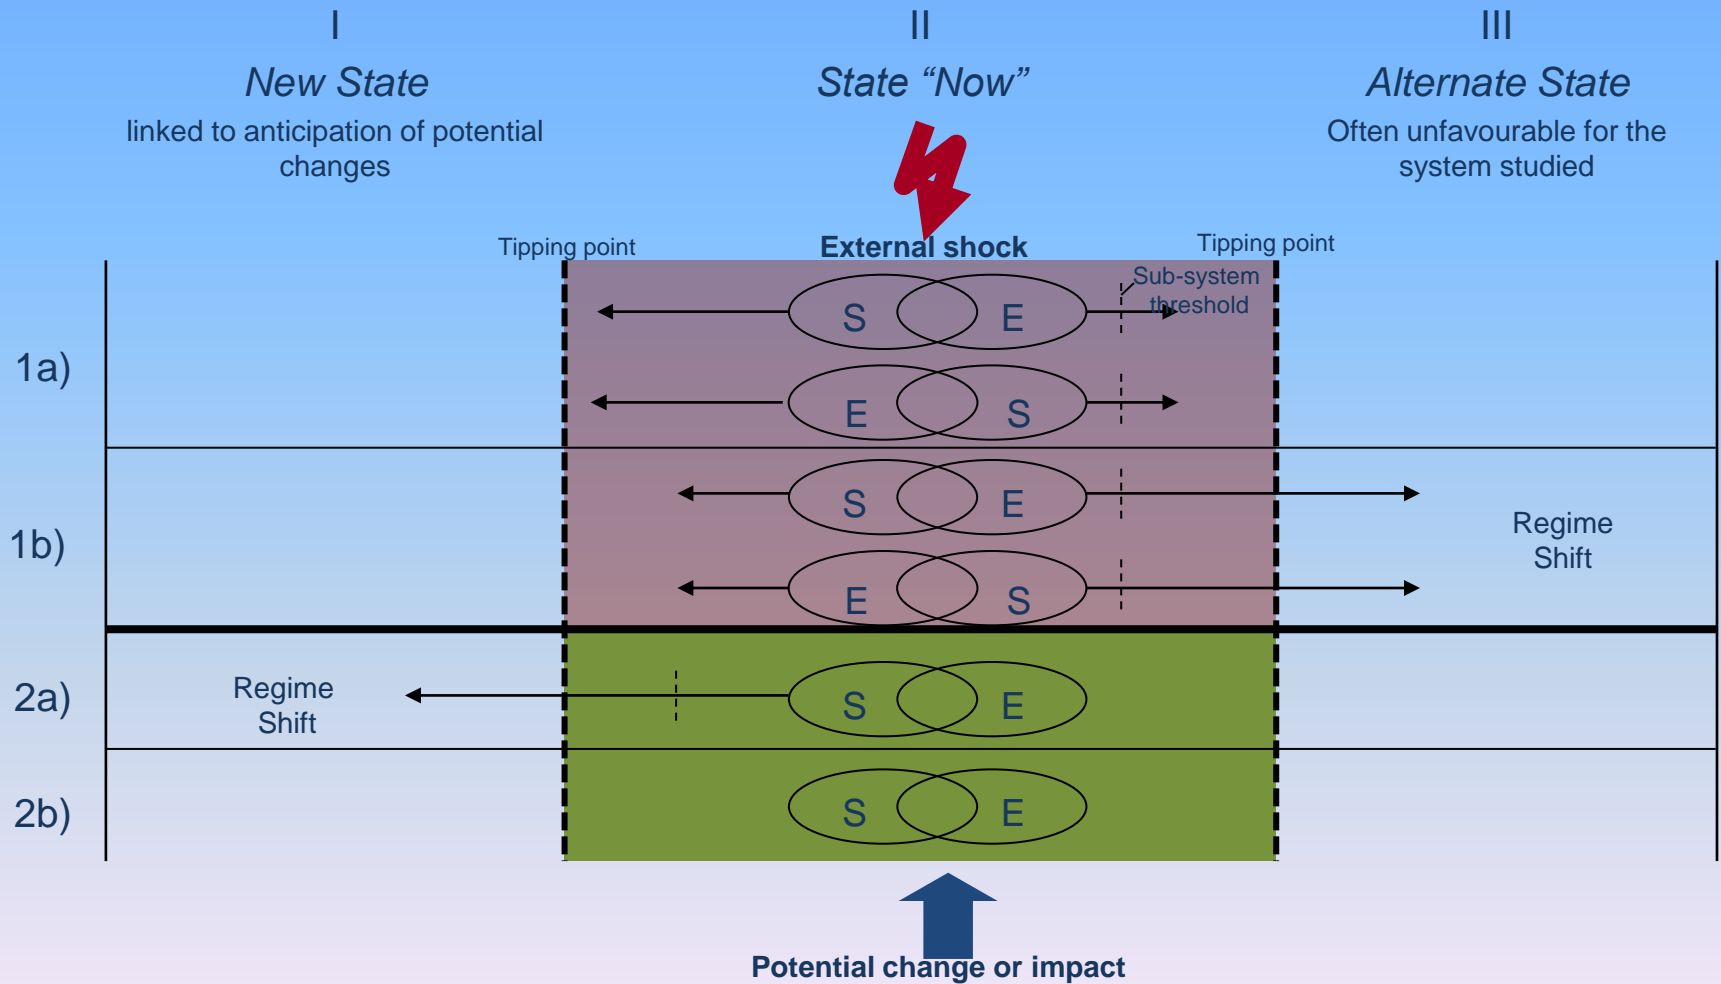 I
II
III
New State
State “Now”
Alternate State
linked to anticipation of potential
changes
Often unfavourable for the
system studied
Tipping point
External shock
Tipping point
Sub-system
threshold
S
E
1a)
E
S
S
E
1b)
Regime
Shift
E
S
2a)
Regime
Shift
S
E
2b)
S
E
Potential change or impact